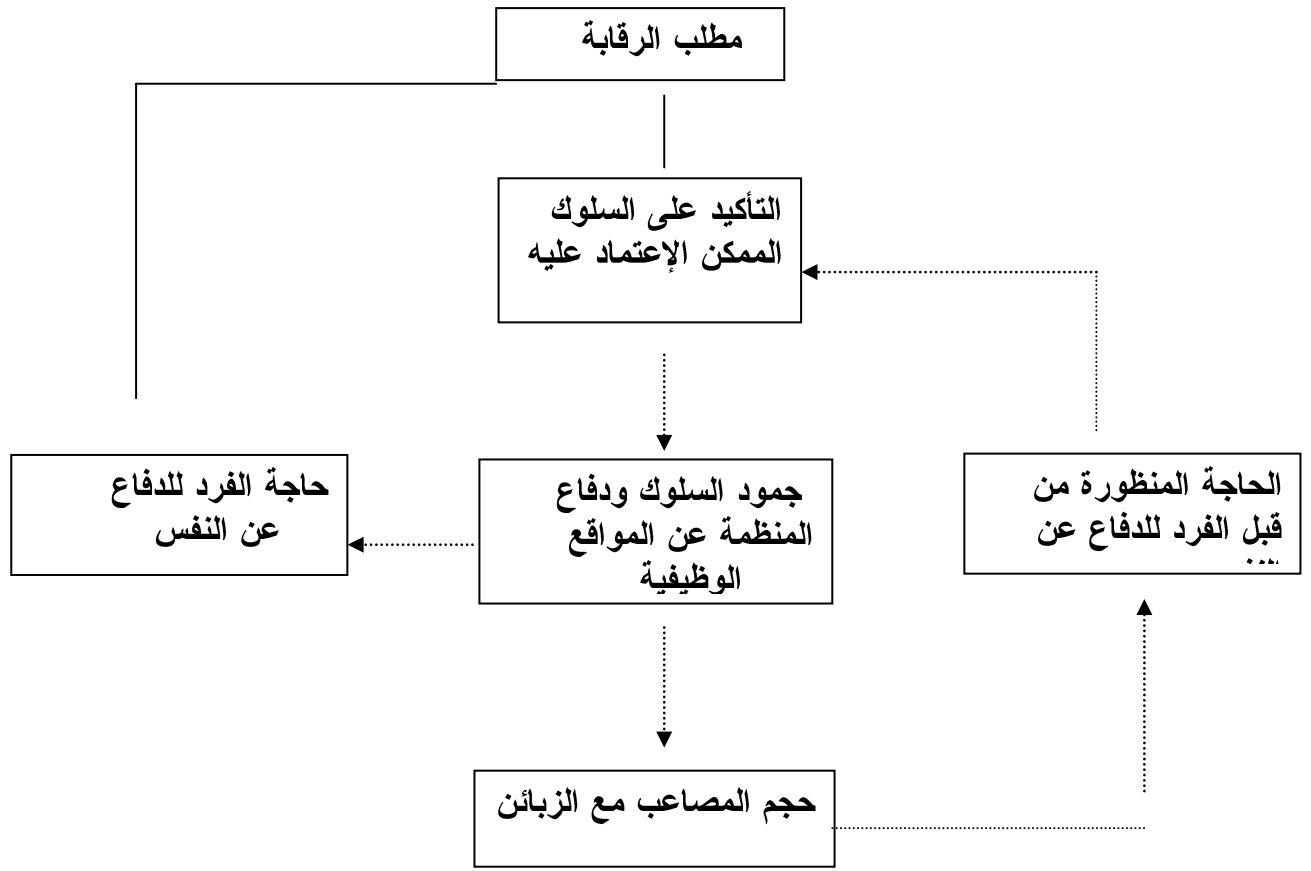 مطلب الرقابة
التأكيد على السلوك
الممكن الإعتماد عليه
حاجة الفرد للدفاع
عن النفس
جمود السلوك ودفاع
المنظمة عن المواقع
الوظيفية
الحاجة المنظورة من
قبل الفرد للدفاع عن
حجم المصاعب مع الزبائن